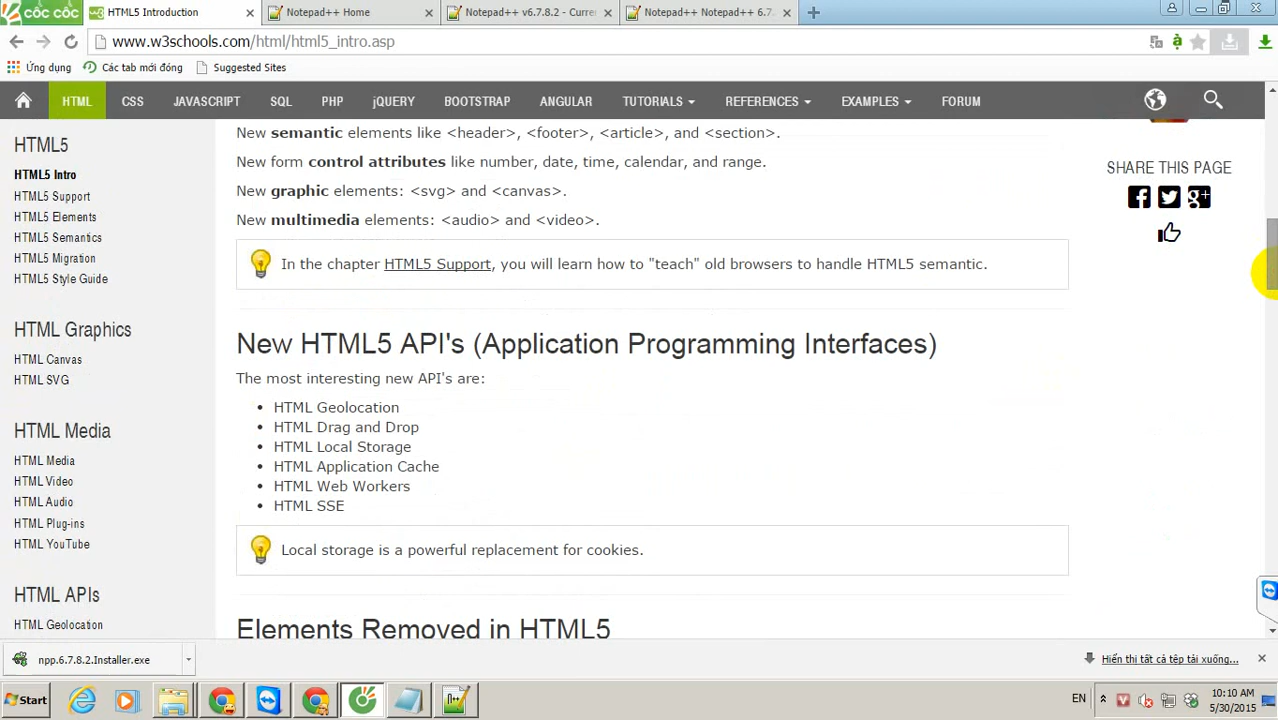 cốc cốc
HTML5 Introduction
Notepad++ Home
Notepad++ v6.7.8.2 - Curre
Notepad++ Notepad++ 6.7.
www.w3schools.com/html/html5_intro.asp
Ứng dụng
Các tab mới đóng
Suggested Sites
HTML
CSS
JAVASCRIPT
SQL
PHP
jQUERY
BOOTSTRAP
ANGULAR
TUTORIALS
REFERENCES
EXAMPLES
FORUM
HTML5
HTML5 Intro
HTML5 Support
HTML5 Elements
HTML5 Semantics
HTML5 Migration
HTML5 Style Guide
HTML Graphics
HTML Canvas
HTML SVG
HTML Media
HTML Media
HTML Video
HTML Audio
HTML Plug-ins
HTML YouTube
HTML APIs
HTML Geolocation
New semantic elements like <header>, <footer>, <article>, and <section>.
New form control attributes like number, date, time, calendar, and range.
New graphic elements: <svg> and <canvas>.
New multimedia elements: <audio> and <video>.
In the chapter HTML5 Support, you will learn how to "teach" old browsers to handle HTML5 semantic.
New HTML5 API's (Application Programming Interfaces)
The most interesting new API's are:
• HTML Geolocation
• HTML Drag and Drop
• HTML Local Storage
• HTML Application Cache
• HTML Web Workers
• HTML SSE
Local storage is a powerful replacement for cookies.
Elements Removed in HTML5
SHARE THIS PAGE
npp.6.7.8.2.Installer.exe
Hiển thị tất cả tệp tải xuống...
Start
EN
10:10 AM
5/30/2015